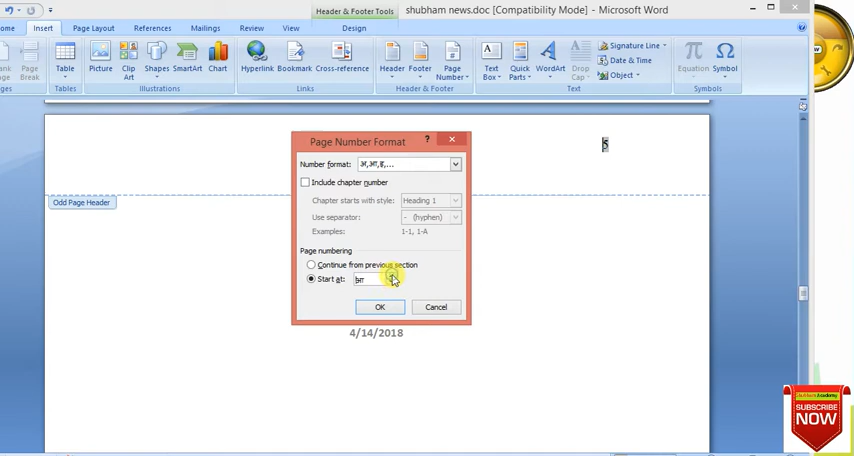 Header & Footer Tools
shubham news.doc [Compatibility Mode] - Microsoft Word
Insert Page Layout References Mailings Review View Design
Page Break
Table
Picture Clip Art Shapes SmartArt Chart
Hyperlink Bookmark Cross-reference
Header Footer Page Number
Text Box Quick Parts WordArt Drop Cap
Signature Line
Date & Time
Object
Equation Symbol
Tables Illustrations Links Header & Footer Text Symbols
5
Odd Page Header
Page Number Format
Number format: अ,आ,इ,...
Include chapter number
Chapter starts with style: Heading 1
Use separator: - (hyphen)
Examples: 1-1, 1-A
Page numbering
Continue from previous section
Start at:
OK Cancel
4/14/2018
SUBSCRIBE
NOW